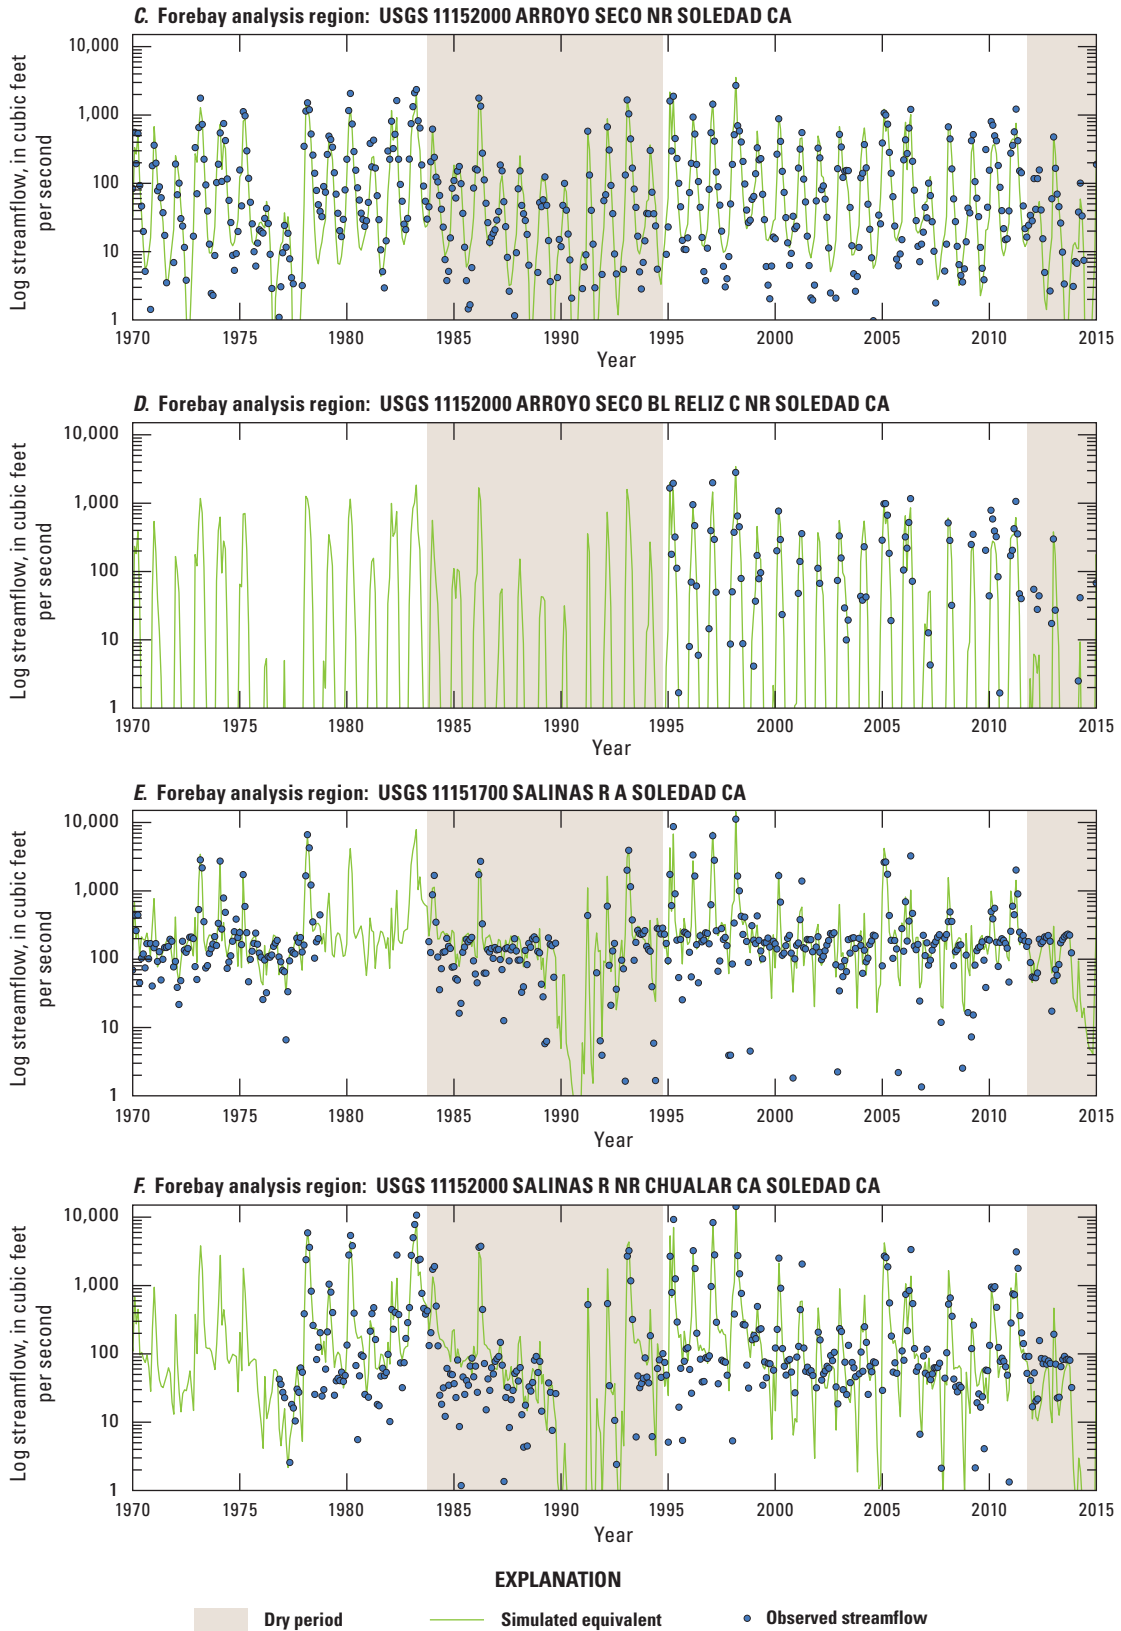 C. Forebay analysis region: USGS 11152000 ARROYO SECO NR SOLEDAD CA
Log streamflow, in cubic feet
per second
10,000
1,000
100
10
1
1970 1975 1980 1985 1990 1995 2000 2005 2010 2015
Year
D. Forebay analysis region: USGS 11152000 ARROYO SECO BL RELIZ C NR SOLEDAD CA
Log streamflow, in cubic feet
per second
10,000
1,000
100
10
1
1970 1975 1980 1985 1991 1995 2000 2005 2010 2015
Year
E. Forebay analysis region: USGS 11151700 SALINAS R A SOLEDAD CA
Log streamflow, in cubic feet
per second
10,000
1,000
100
10
1
1970 1975 1980 1985 1991 1995 2000 2005 2010 2015
Year
F. Forebay analysis region: USGS 11152000 SALINAS R NR CHUALAR CA SOLEDAD CA
Log streamflow, in cubic feet
per second
10,000
1,000
100
10
1
1970 1975 1980 1985 1991 1995 2000 2005 2010 2015
Year
EXPLANATION
Dry period Simulated equivalent Observed streamflow